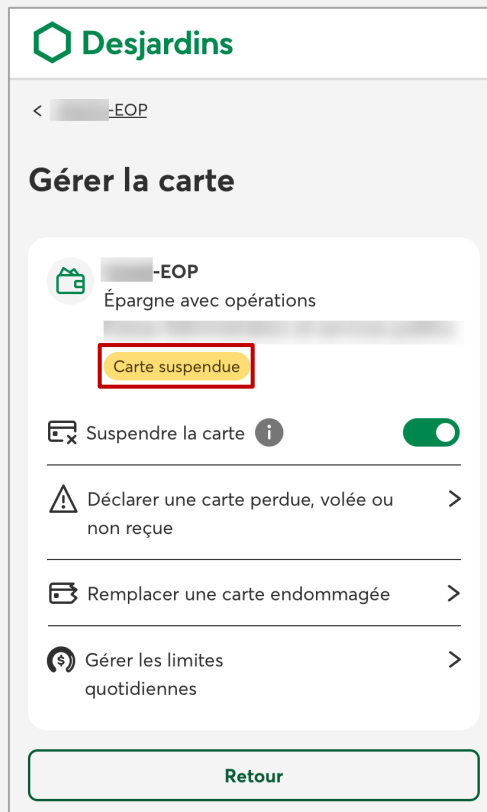 Desjardins
< -EOP
Gérer la carte
-EOP
Épargne avec opérations
Carte suspendue
Suspendre la carte i
Déclarer une carte perdue, volée ou
non reçue
Remplacer une carte endommagée
Gérer les limites
quotidiennes
Retour